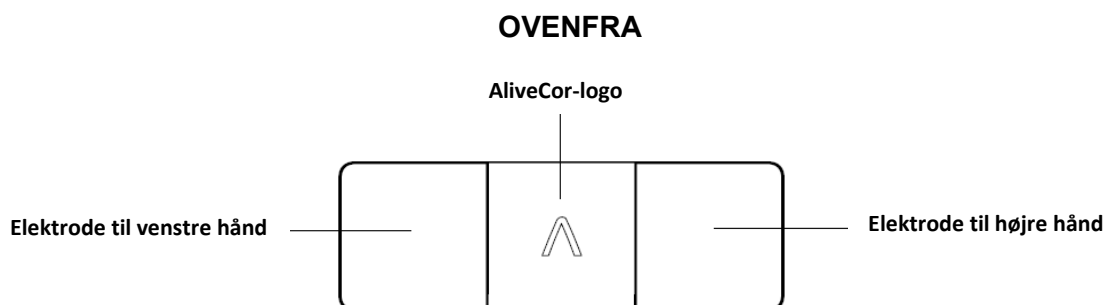 OVENFRA
AliveCor-logo
Elektrode til venstre hånd
Elektrode til højre hånd